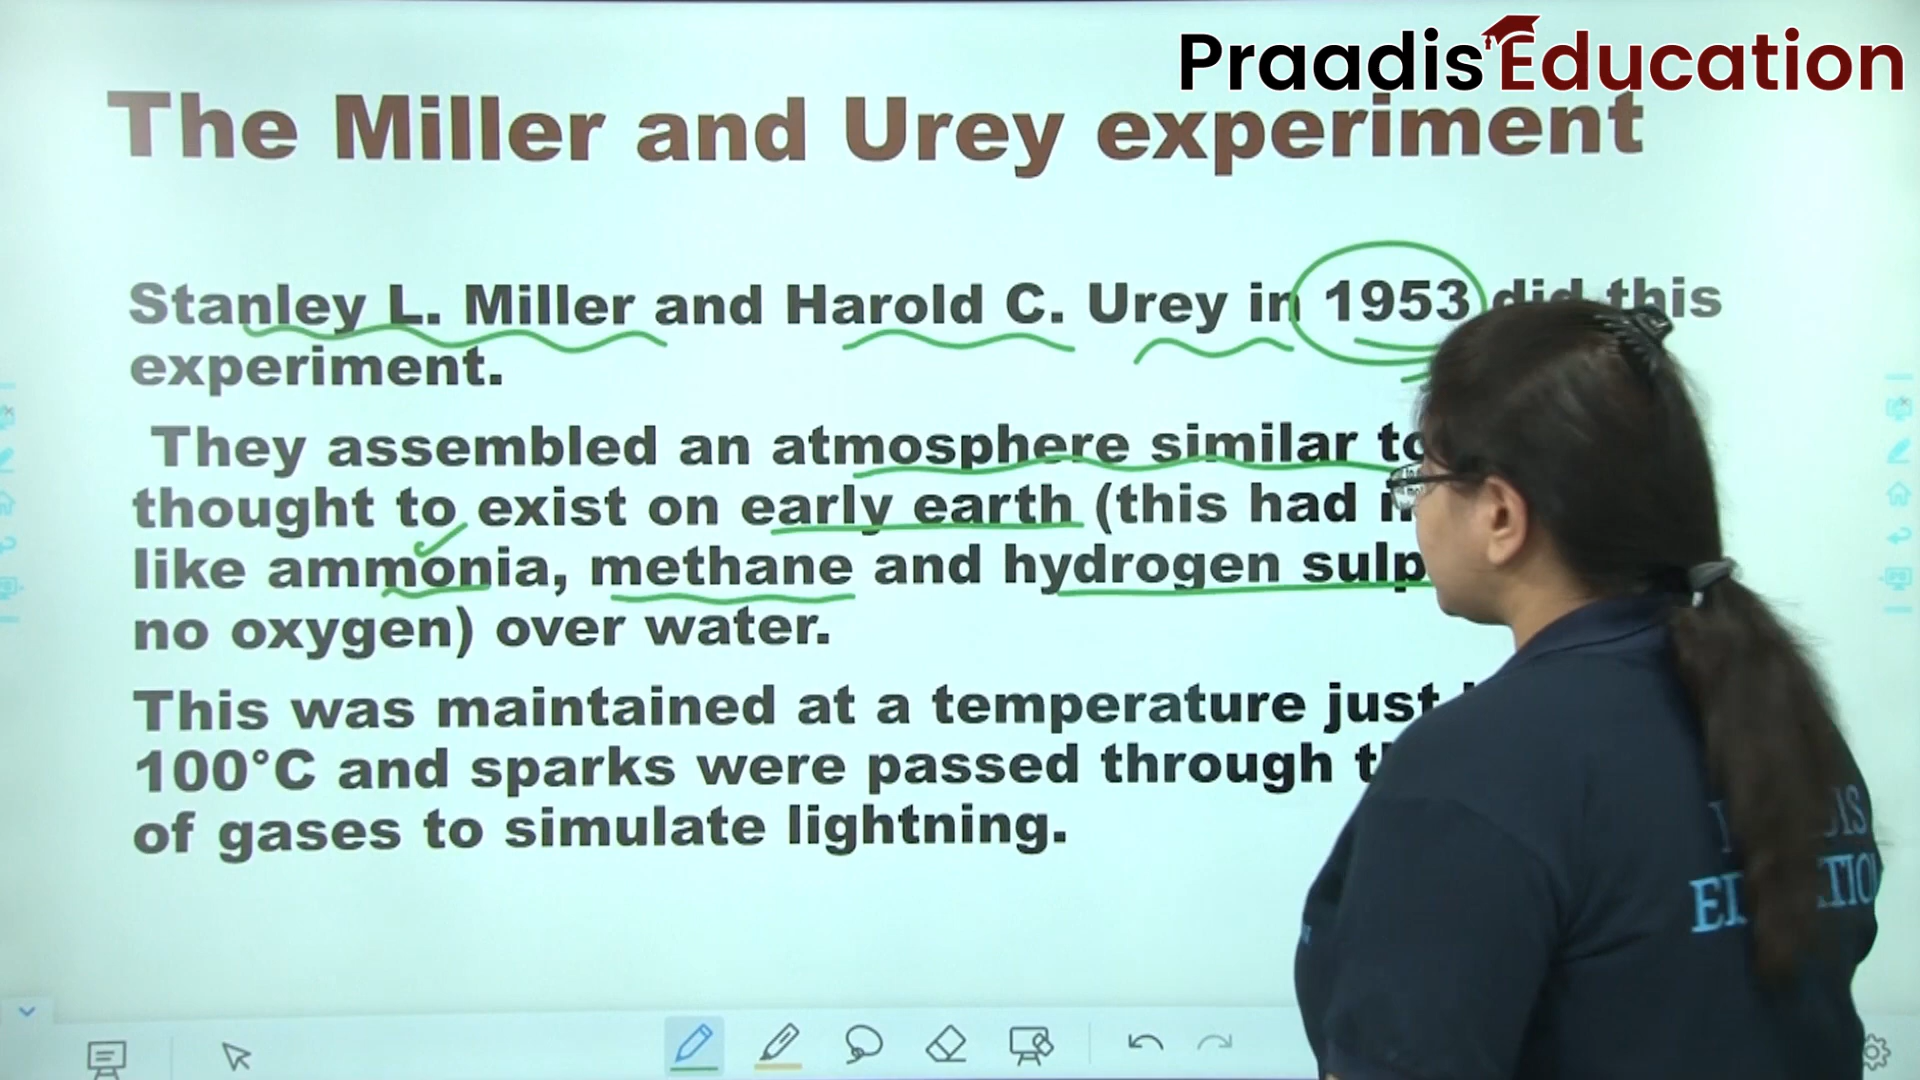 Praadis Education
The Miller and Urey experiment
Stanley L. Miller and Harold C. Urey in 1953 did this
experiment.
They assembled an atmosphere similar to
thought to exist on early earth (this had
like ammonia, methane and hydrogen
no oxygen) over water.
This was maintained at a temperature just
100°C and sparks were passed through
of gases to simulate lightning.